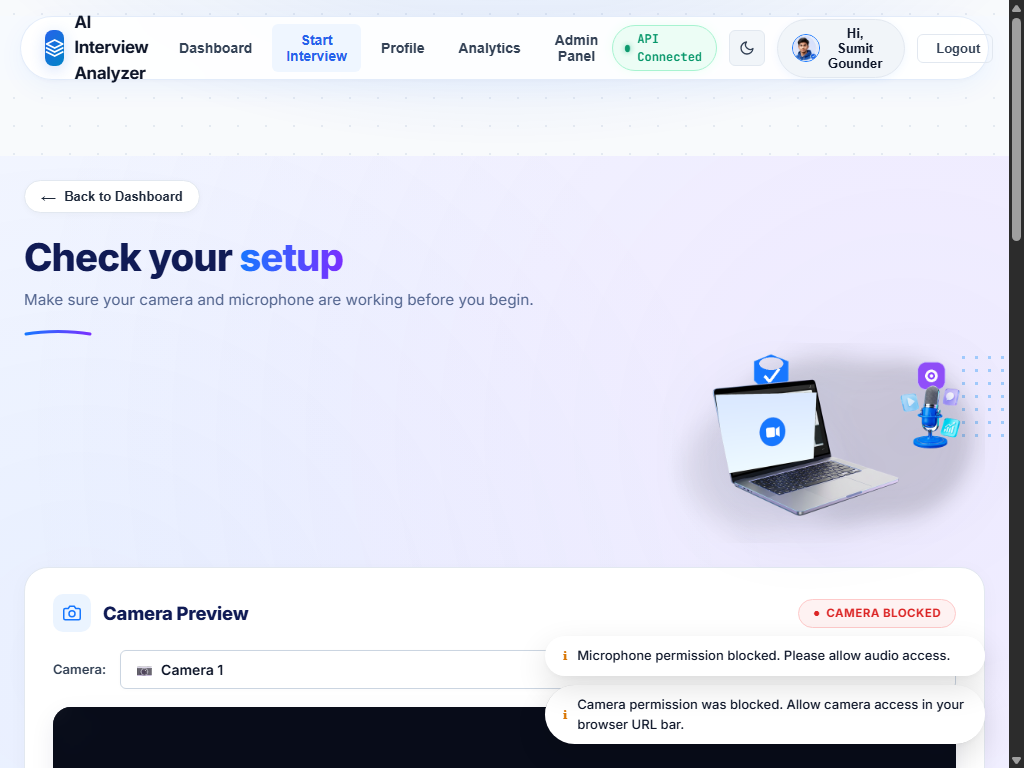 AI
Interview
Analyzer
Dashboard
Start
Interview
Profile
Analytics
Admin
Panel
API
Connected
Hi,
Sumit
Gounder
Logout
← Back to Dashboard
Check your setup
Make sure your camera and microphone are working before you begin.
Camera Preview
CAMERA BLOCKED
Camera:
Camera 1
Microphone permission blocked. Please allow audio access.
Camera permission was blocked. Allow camera access in your
browser URL bar.